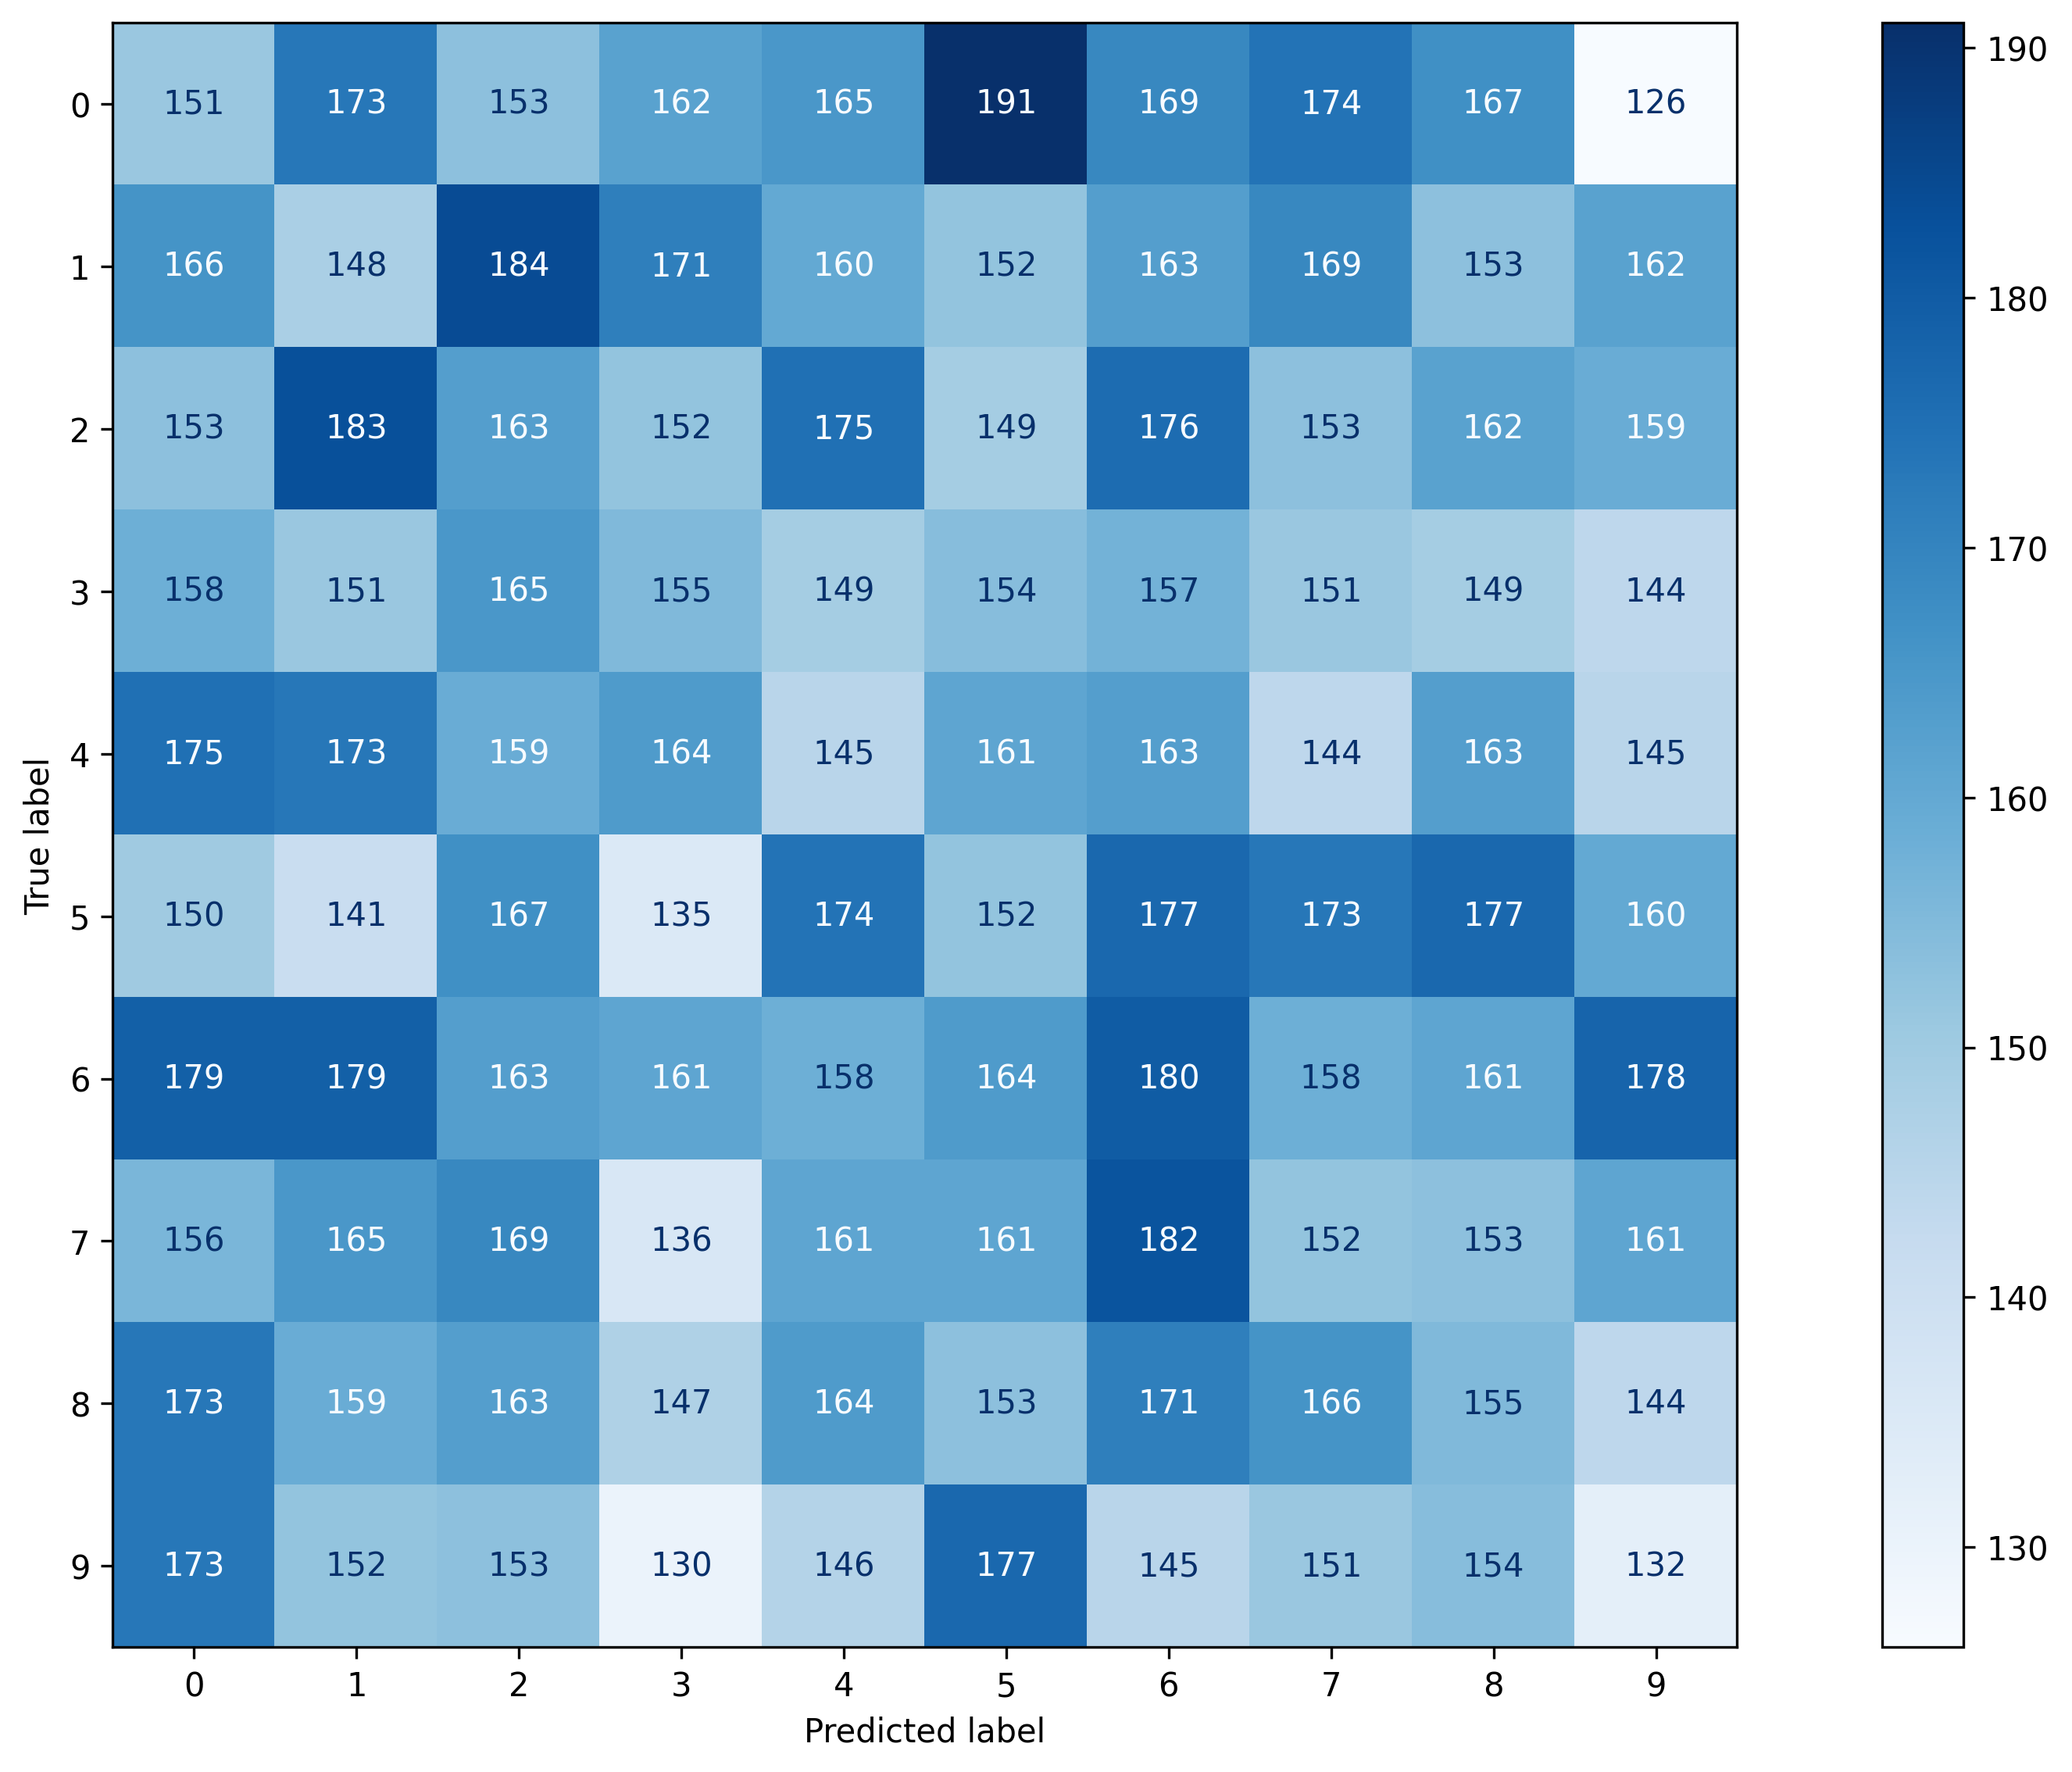 0 151 173 153 162 165 191 169 174 167 126
1 166 148 184 171 160 152 163 169 153 162
2 153 183 163 152 175 149 176 153 162 159
3 158 151 165 155 149 154 157 151 149 144
4 175 173 159 164 145 161 163 144 163 145
5 150 141 167 135 174 152 177 173 177 160
6 179 179 163 161 158 164 180 158 161 178
7 156 165 169 136 161 161 182 152 153 161
8 173 159 163 147 164 153 171 166 155 144
9 173 152 153 130 146 177 145 151 154 132
0 1 2 3 4 5 6 7 8 9
Predicted label
True label
190
180
170
160
150
140
130